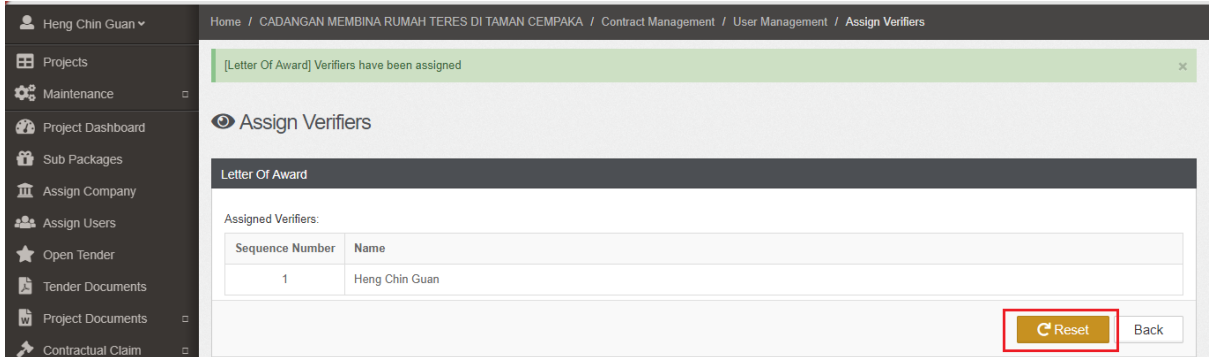 Heng Chin Guan
Home / CADANGAN MEMBINA RUMAH TERES DI TAMAN CEMPAKA / Contract Management / User Management / Assign Verifiers
Projects
Maintenance
Project Dashboard
Sub Packages
Assign Company
Assign Users
Open Tender
Tender Documents
Project Documents
Contractual Claim
[Letter Of Award] Verifiers have been assigned ×
Assign Verifiers
Letter Of Award
Assigned Verifiers:
Sequence Number Name
1 Heng Chin Guan
Reset Back